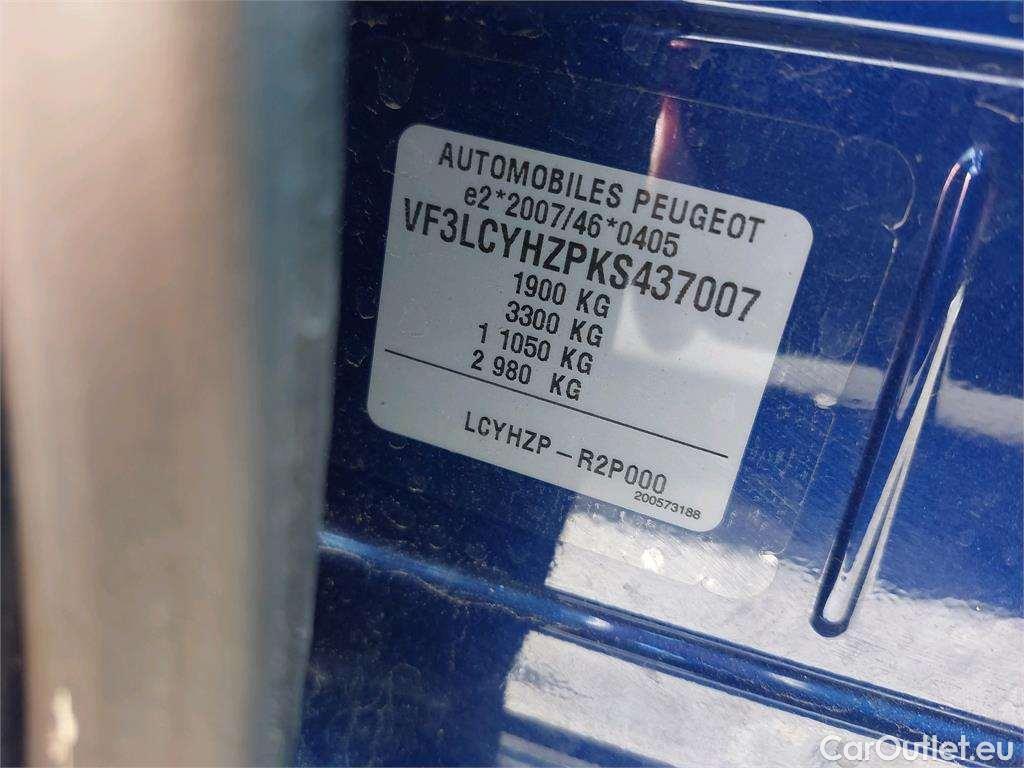 AUTOMOBILES PEUGEOT
e2*2007/46*0405
VF3LCYHZPKS437007
1900 KG
3300 KG
1 1050 KG
2 980 KG
LCYHZP - R2P000
200573188
CarOutlet.eu